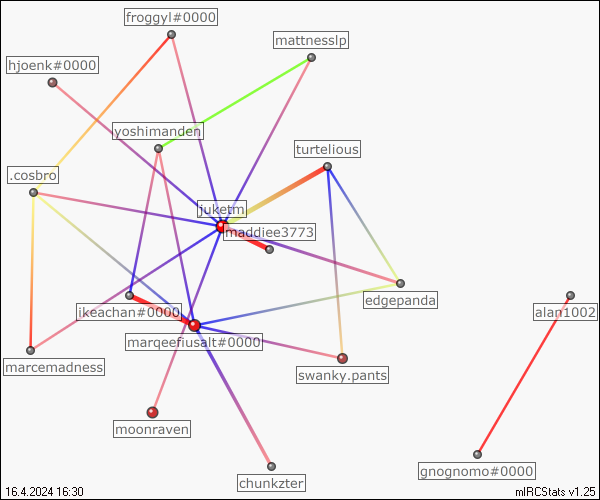 froggyl#0000
mattnesslp
hjoenk#0000
yoshimanden
turtelious
.cosbro
juketm
maddiee3773
edgepanda
ikeachan#0000
alan1002
marqeefiusalt#0000
marcemadness
swanky.pants
moonraven
gnognomo#0000
chunkzter
16.4.2024 16:30
mIRCStats v1.25